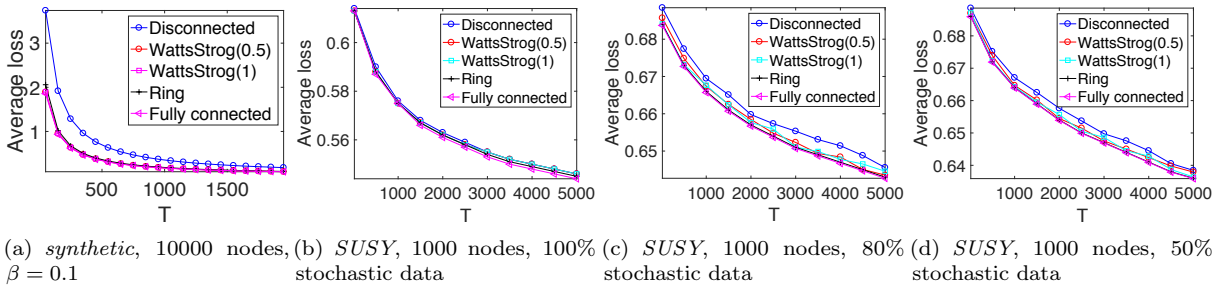 Average loss
3
2
1
500
1000
1500
T
Disconnected
WattsStrog(0.5)
WattsStrog(1)
Ring
Fully connected
(a) synthetic, 10000 nodes,
β = 0.1
Average loss
0.6
0.58
0.56
1000
2000
3000
4000
5000
T
Disconnected
WattsStrog(0.5)
WattsStrog(1)
Ring
Fully connected
(b) SUSY, 1000 nodes, 100%
stochastic data
Average loss
0.68
0.67
0.66
0.65
1000
2000
3000
4000
5000
T
Disconnected
WattsStrog(0.5)
WattsStrog(1)
Ring
Fully connected
(c) SUSY, 1000 nodes, 80%
stochastic data
Average loss
0.68
0.67
0.66
0.65
0.64
1000
2000
3000
4000
5000
T
Disconnected
WattsStrog(0.5)
WattsStrog(1)
Ring
Fully connected
(d) SUSY, 1000 nodes, 50%
stochastic data